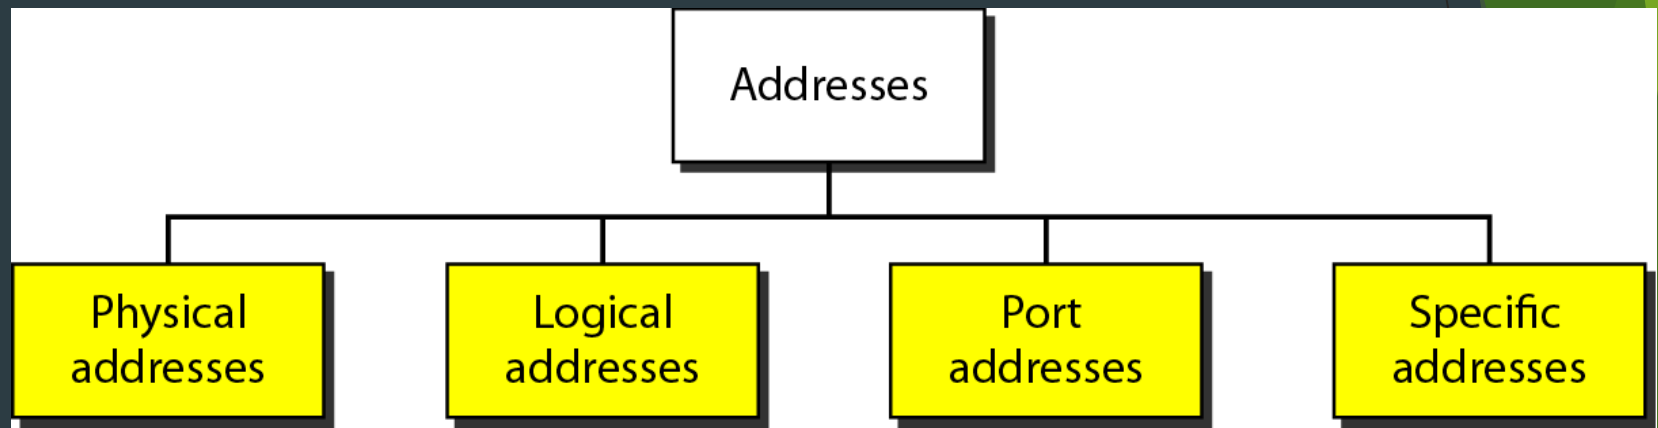 Addresses
Physical
addresses
Logical
addresses
Port
addresses
Specific
addresses